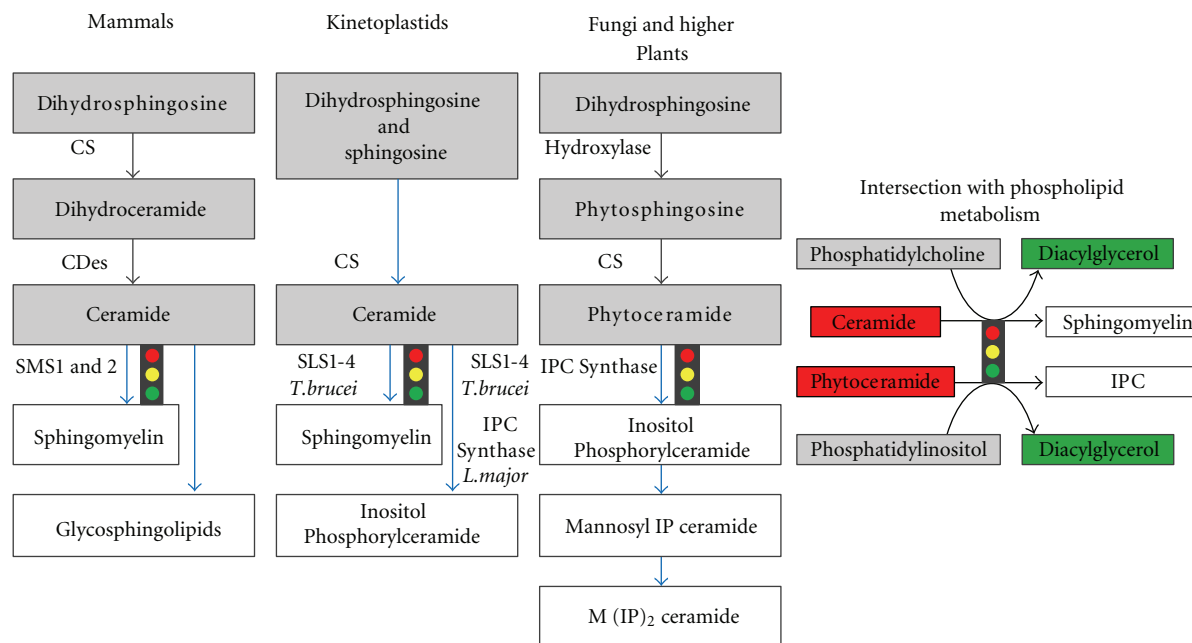 Mammals
Dihydrosphingosine
CS
Dihydroceramide
CDes
Ceramide
SMS1 and 2
Sphingomyelin
Glycosphingolipids
Kinetoplastids
Dihydrosphingosine
and
sphingosine
CS
Ceramide
SLS1-4
T.brucei
SLS1-4
T.brucei
Sphingomyelin
IPC
Synthase
L.major
Inositol
Phosphorylceramide
Fungi and higher
Plants
Dihydrosphingosine
Hydroxylase
Phytosphingosine
CS
Phytoceramide
IPC Synthase
Inositol
Phosphorylceramide
Mannosyl IP ceramide
M (IP)₂ ceramide
Intersection with phospholipid
metabolism
Phosphatidylcholine
Diacylglycerol
Ceramide
Sphingomyelin
Phytoceramide
IPC
Phosphatidylinositol
Diacylglycerol